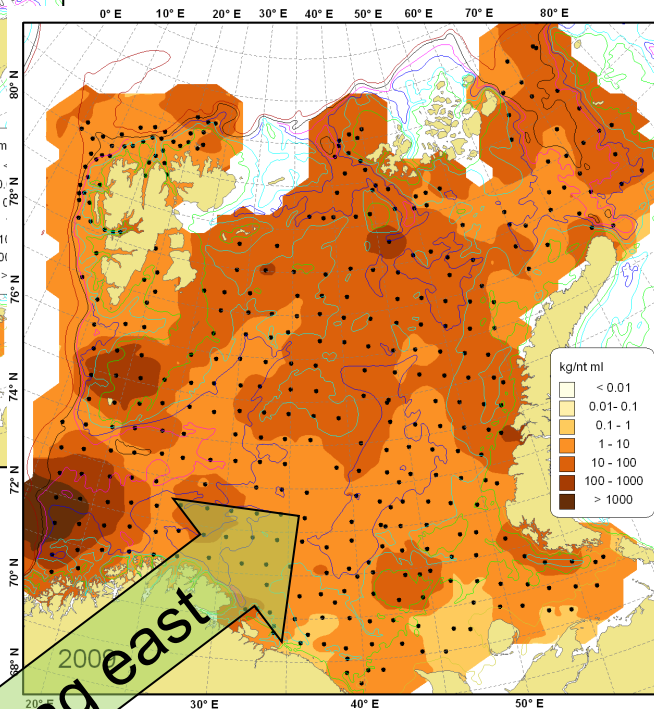 0° E 10° E 20° E 30° E 40° E 50° E 60° E 70° E 80° E
80° N
78° N
76° N
74° N
72° N
70° N
68° N
kg/nt ml
< 0.01
0.01- 0.1
0.1 - 1
1 - 10
10 - 100
100 - 1000
> 1000
east
2009
20° E 30° E 40° E 50° E